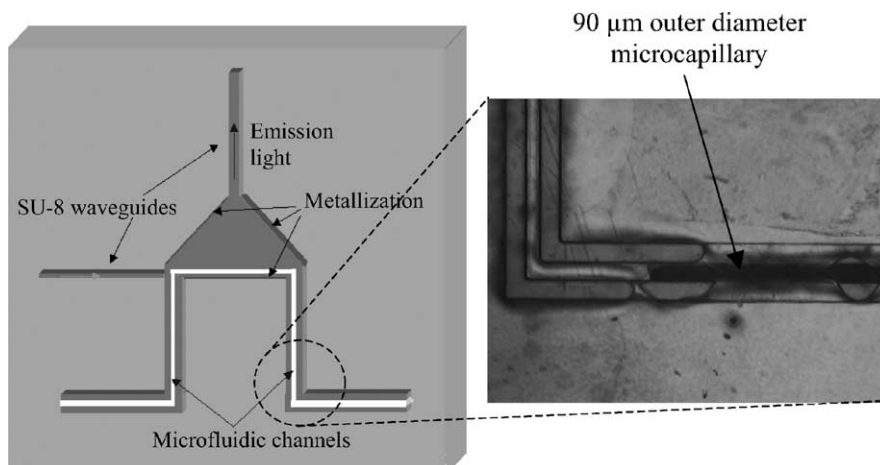 90 µm outer diameter
microcapillary
Emission
light
SU-8 waveguides
Metallization
Microfluidic channels